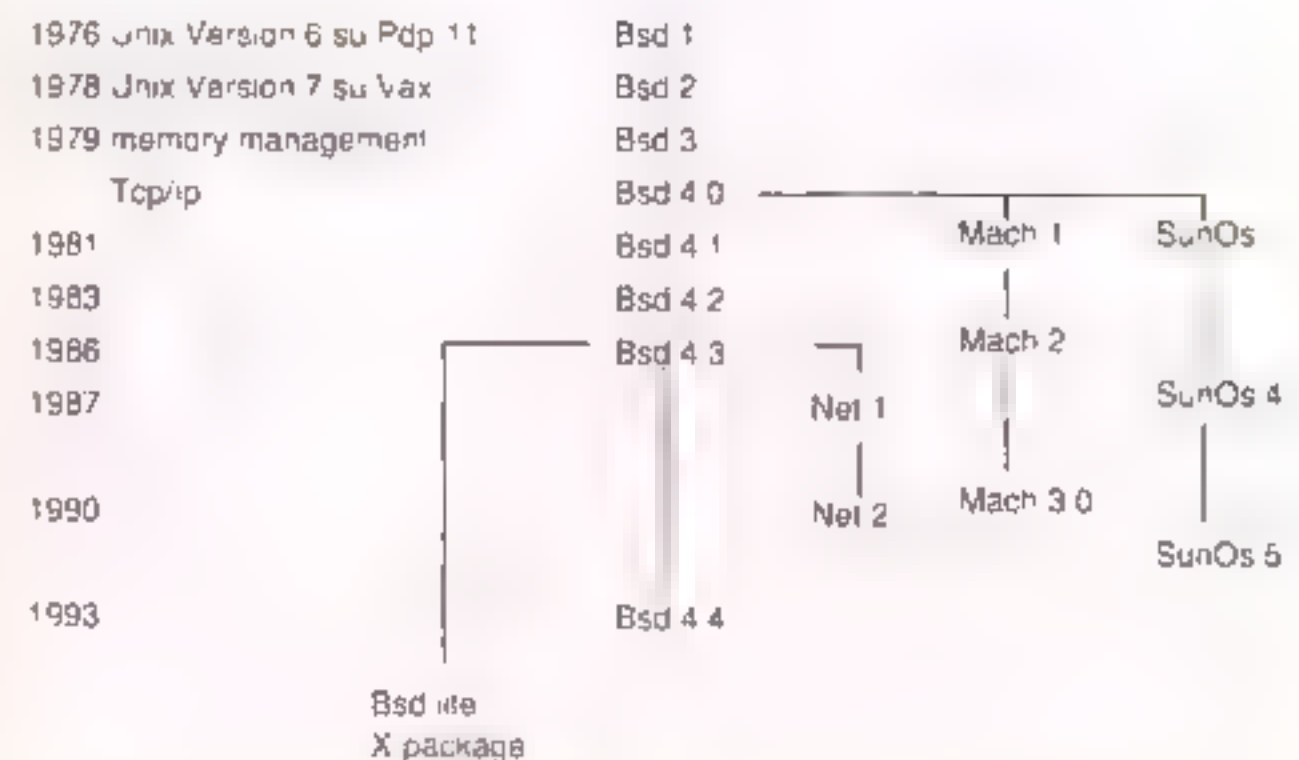 1976 Unix Version 6 su Pdp 11 Bsd 1
1978 Unix Version 7 su Vax Bsd 2
1979 memory management Bsd 3
Tcp/ip Bsd 4 0
Mach 1 SunOs
1981 Bsd 4 1
1983 Bsd 4 2
Mach 2
1986 Bsd 4 3
SunOs 4
1987 Net 1
1990 Net 2 Mach 3 0
SunOs 5
1993 Bsd 4 4
Bsd
X package